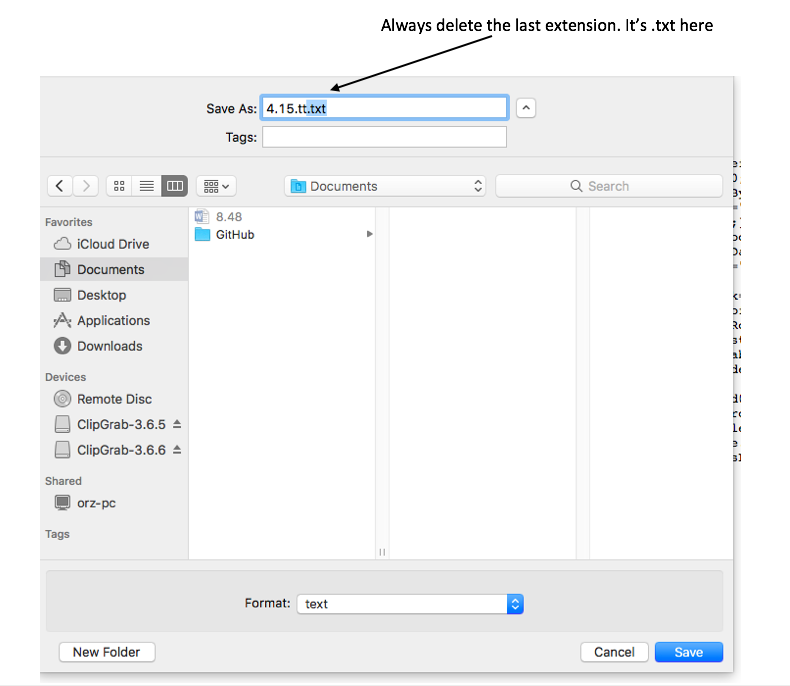 Always delete the last extension. It's .txt here
Save As: 4.15.tt.txt
Tags:
Documents
Search
Favorites
iCloud Drive
Documents
Desktop
Applications
Downloads
Devices
Remote Disc
ClipGrab-3.6.5
ClipGrab-3.6.6
Shared
orz-pc
Tags
8.48
GitHub
Format: text
New Folder
Cancel
Save